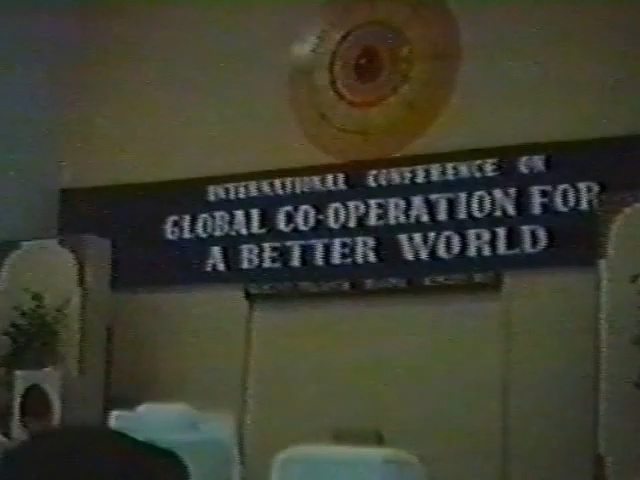 INTERNATIONAL CONFERENCE ON
GLOBAL CO-OPERATION FOR
A BETTER WORLD